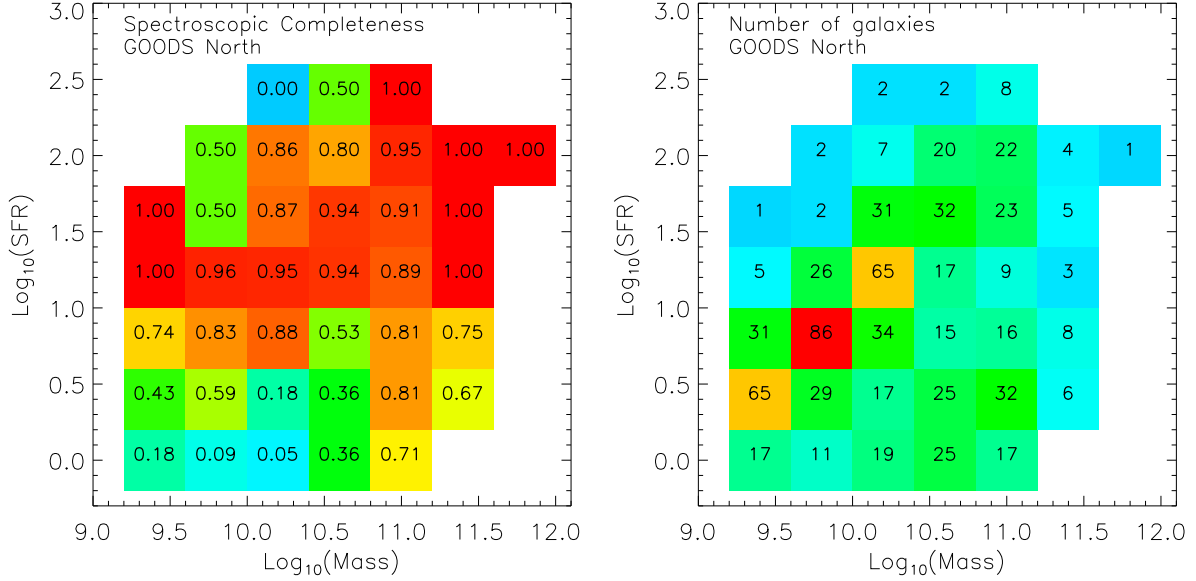 Spectroscopic Completeness
GOODS North
0.00 0.50 1.00
0.50 0.86 0.80 0.95 1.00 1.00
1.00 0.50 0.87 0.94 0.91 1.00
1.00 0.96 0.95 0.94 0.89 1.00
0.74 0.83 0.88 0.53 0.81 0.75
0.43 0.59 0.18 0.36 0.81 0.67
0.18 0.09 0.05 0.36 0.71
3.0
2.5
2.0
1.5
1.0
0.5
0.0
Log10(SFR)
9.0 9.5 10.0 10.5 11.0 11.5 12.0
Log10(Mass)
Number of galaxies
GOODS North
2 2 8
2 7 20 22 4 1
1 2 31 32 23 5
5 26 65 17 9 3
31 86 34 15 16 8
65 29 17 25 32 6
17 11 19 25 17
3.0
2.5
2.0
1.5
1.0
0.5
0.0
Log10(SFR)
9.0 9.5 10.0 10.5 11.0 11.5 12.0
Log10(Mass)